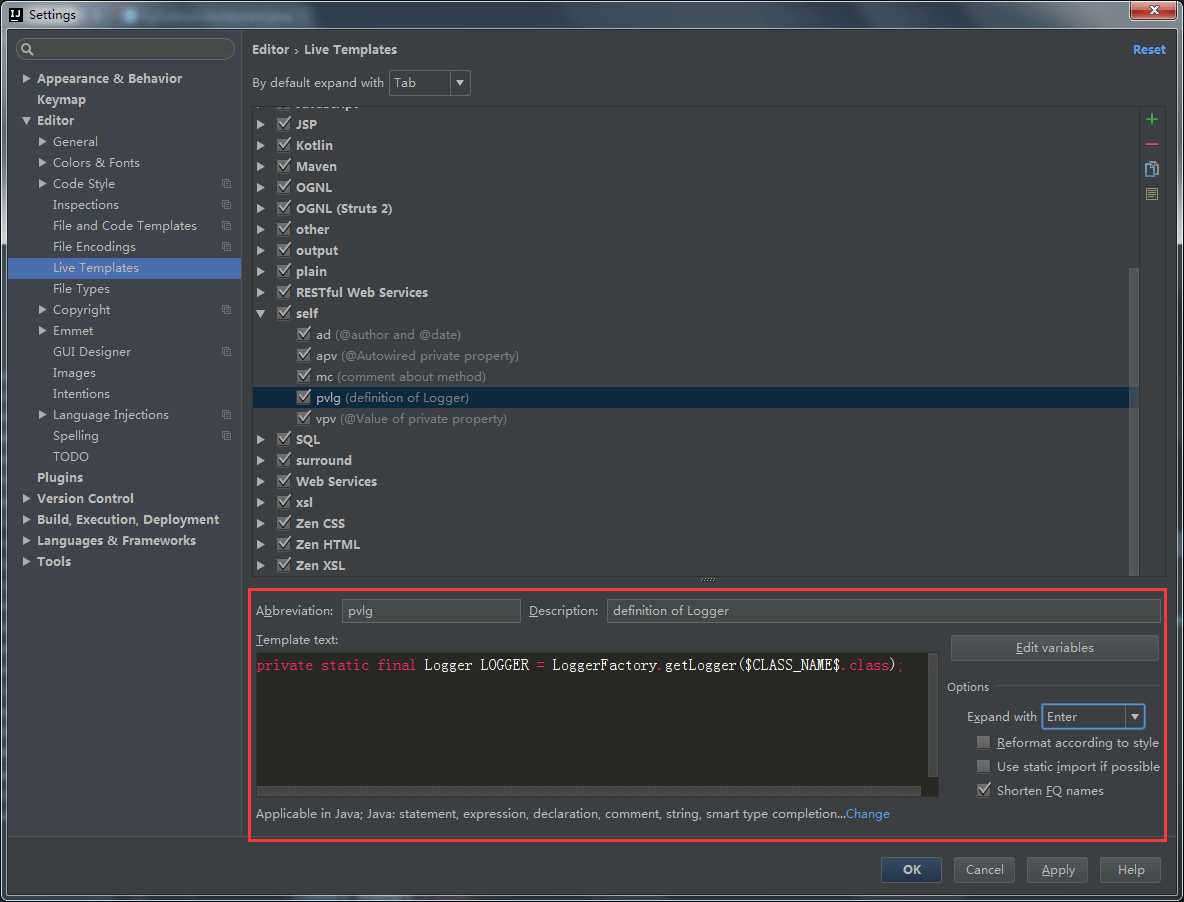 Settings
Appearance & Behavior
Keymap
Editor
General
Colors & Fonts
Code Style
Inspections
File and Code Templates
File Encodings
Live Templates
File Types
Copyright
Emmet
GUI Designer
Images
Intentions
Language Injections
Spelling
TODO
Plugins
Version Control
Build, Execution, Deployment
Languages & Frameworks
Tools
Editor › Live Templates
Reset
By default expand with Tab
JSP
Kotlin
Maven
OGNL
OGNL (Struts 2)
other
output
plain
RESTful Web Services
self
ad (@author and @date)
apv (@Autowired private property)
mc (comment about method)
pvlg (definition of Logger)
vpv (@Value of private property)
SQL
surround
Web Services
xsl
Zen CSS
Zen HTML
Zen XSL
Abbreviation: pvlg Description: definition of Logger
Template text:
private static final Logger LOGGER = LoggerFactory.getLogger($CLASS_NAME$.class);
Edit variables
Options
Expand with Enter
Reformat according to style
Use static import if possible
Shorten FQ names
Applicable in Java; Java: statement, expression, declaration, comment, string, smart type completion...Change
OK Cancel Apply Help